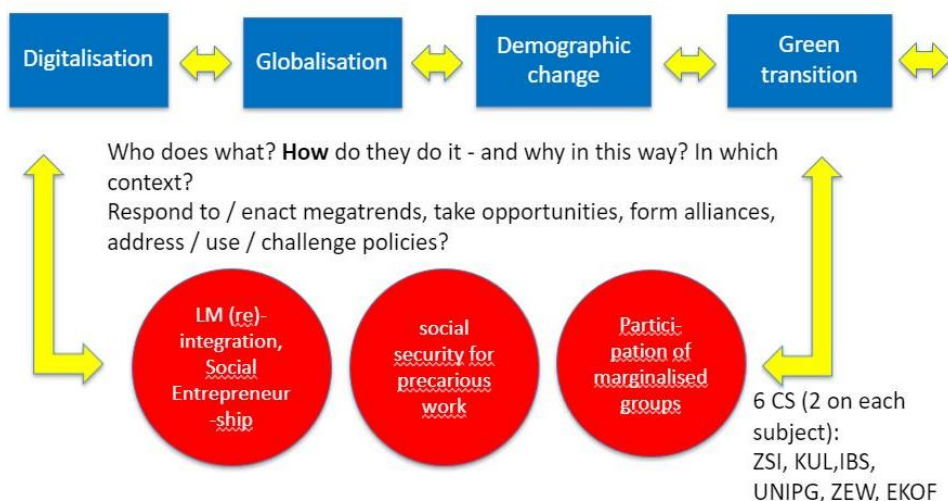 Digitalisation
Globalisation
Demographic
change
Green
transition
Who does what? How do they do it - and why in this way? In which
context?
Respond to / enact megatrends, take opportunities, form alliances,
address / use / challenge policies?
LM (re)-
integration,
Social
Entrepreneur
-ship
social
security for
precarious
work
Partici-
pation of
marginalised
groups
6 CS (2 on each
subject):
ZSI, KUL,IBS,
UNIPG, ZEW, EKOF